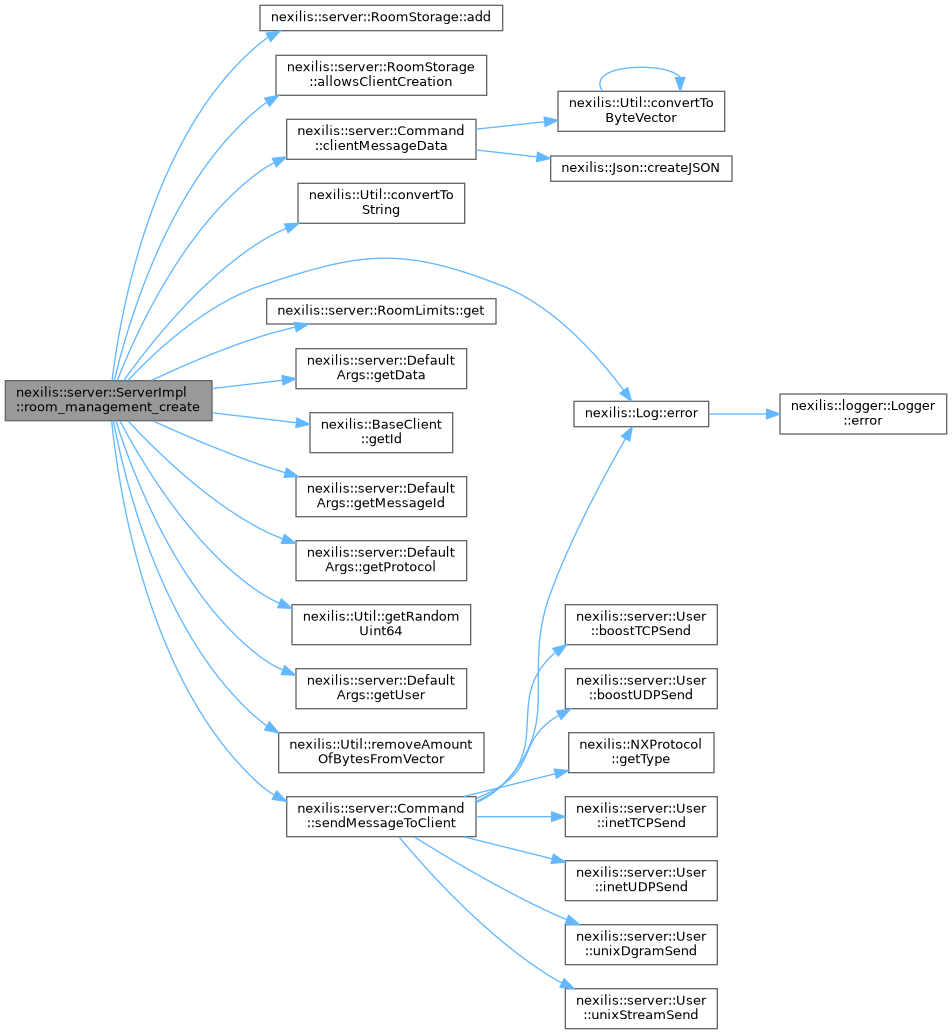 nexilis::server::RoomStorage::add
nexilis::server::RoomStorage
::allowsClientCreation
nexilis::server::Command
::clientMessageData
nexilis::Util::convertTo
ByteVector
nexilis::Json::createJSON
nexilis::Util::convertTo
String
nexilis::server::RoomLimits::get
nexilis::server::Default
Args::getData
nexilis::server::ServerImpl
::room_management_create
nexilis::Log::error
nexilis::logger::Logger
::error
nexilis::BaseClient
::getId
nexilis::server::Default
Args::getMessageId
nexilis::server::Default
Args::getProtocol
nexilis::Util::getRandom
Uint64
nexilis::server::User
::boostTCPSend
nexilis::server::Default
Args::getUser
nexilis::server::User
::boostUDPSend
nexilis::Util::removeAmount
OfBytesFromVector
nexilis::NXProtocol
::getType
nexilis::server::Command
::sendMessageToClient
nexilis::server::User
::inetTCPSend
nexilis::server::User
::inetUDPSend
nexilis::server::User
::unixDgramSend
nexilis::server::User
::unixStreamSend